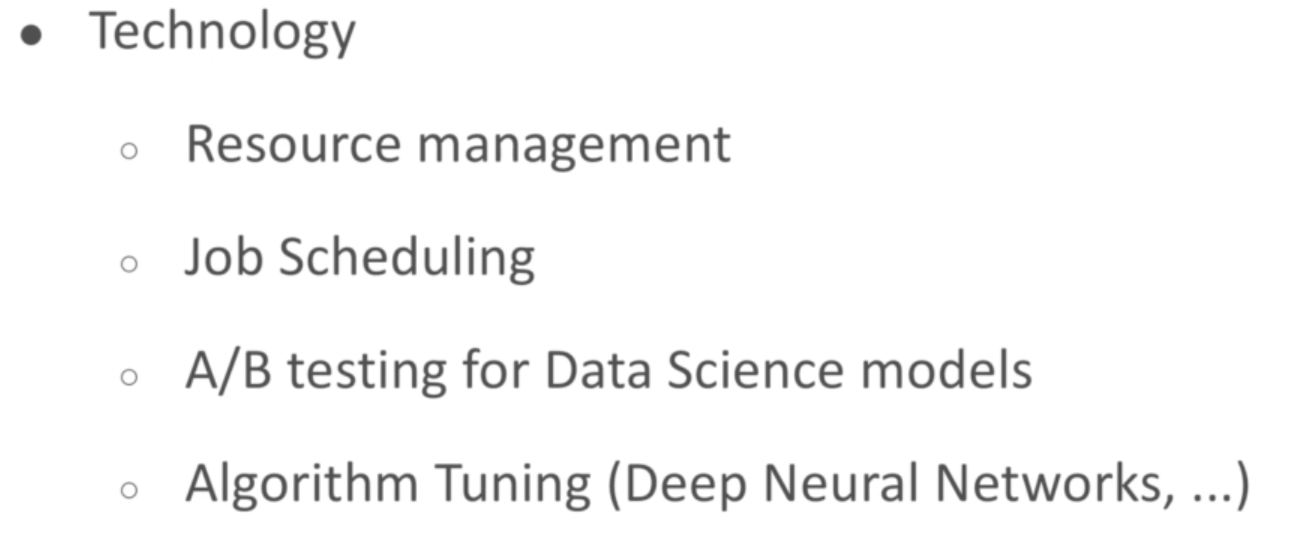 ● Technology
○ Resource management
○ Job Scheduling
○ A/B testing for Data Science models
○ Algorithm Tuning (Deep Neural Networks, ...)